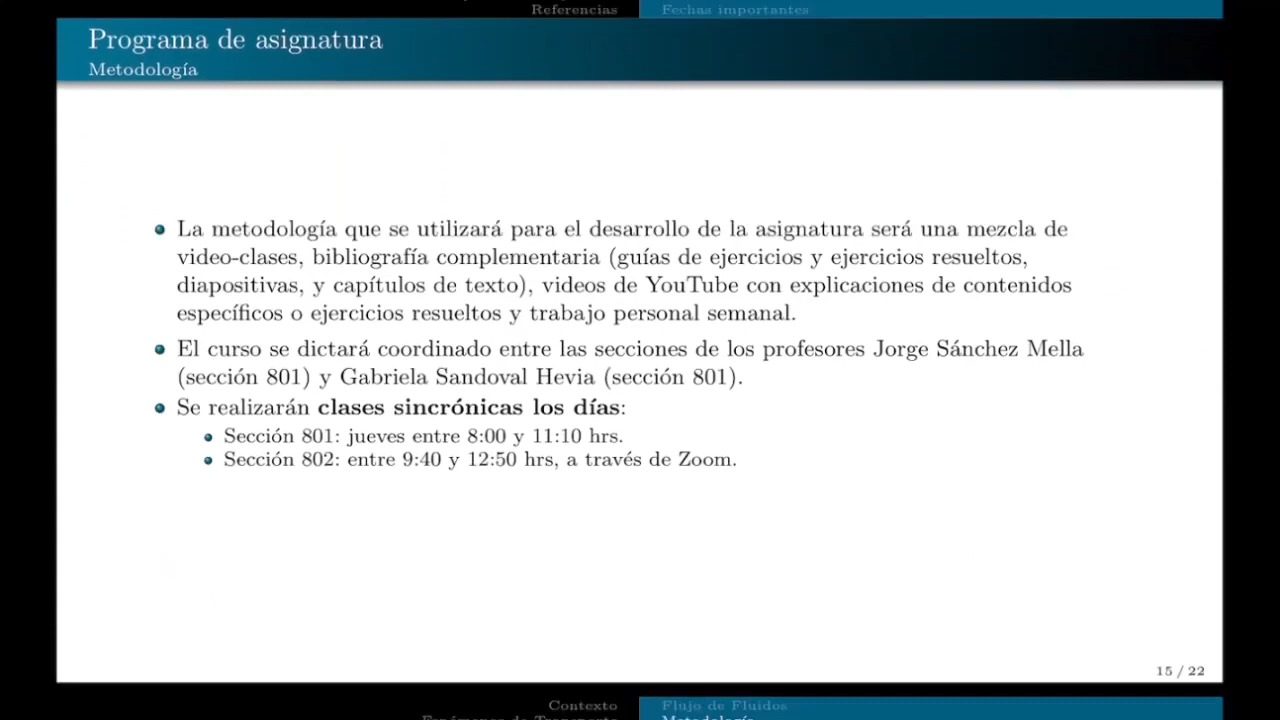 Referencias
Fechas importantes
Programa de asignatura
Metodología
La metodología que se utilizará para el desarrollo de la asignatura será una mezcla de
video-clases, bibliografía complementaria (guías de ejercicios y ejercicios resueltos,
diapositivas, y capítulos de texto), videos de YouTube con explicaciones de contenidos
específicos o ejercicios resueltos y trabajo personal semanal.
El curso se dictará coordinado entre las secciones de los profesores Jorge Sánchez Mella
(sección 801) y Gabriela Sandoval Hevia (sección 801).
Se realizarán clases sincrónicas los días:
Sección 801: jueves entre 8:00 y 11:10 hrs.
Sección 802: entre 9:40 y 12:50 hrs, a través de Zoom.
15 / 22
Contexto
Flujo de Fluidos
Fenómenos de Transporte
Metodología